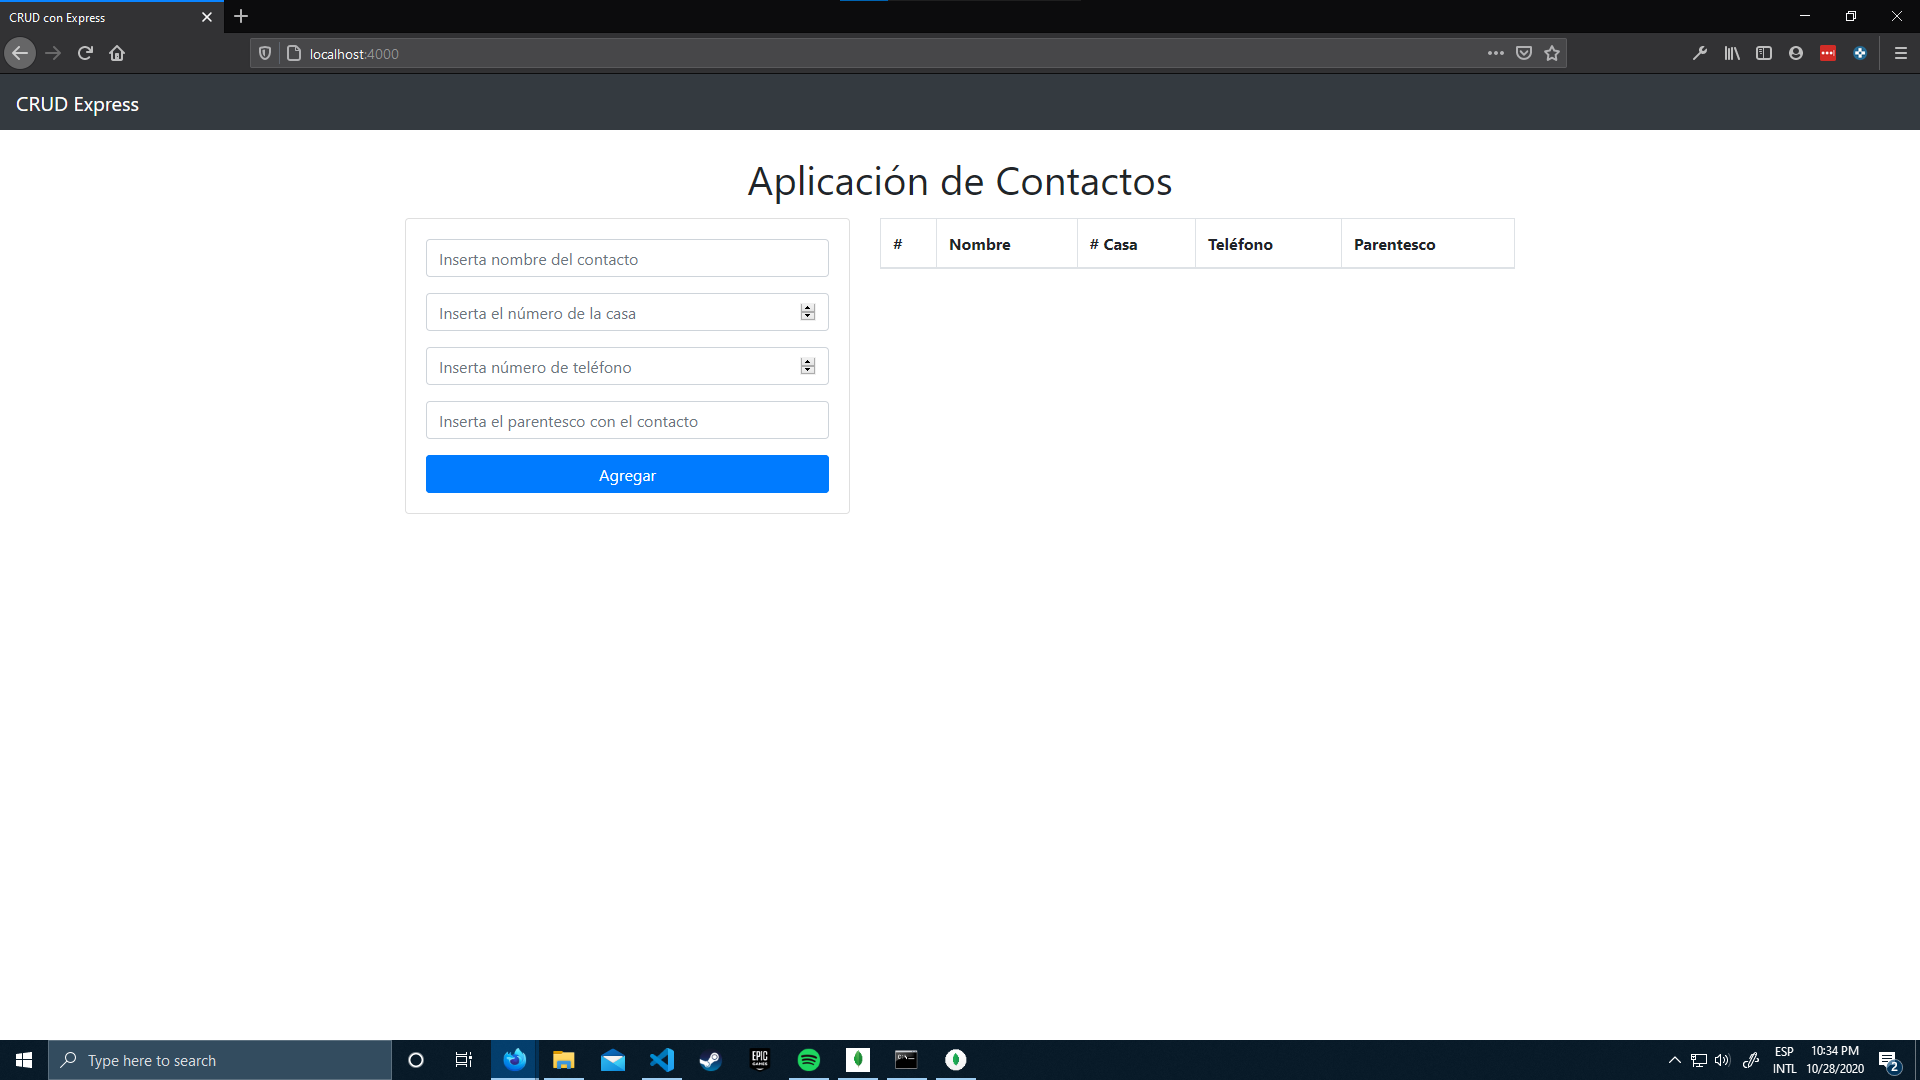 CRUD con Express
localhost:4000
CRUD Express
Aplicación de Contactos
Inserta nombre del contacto
Inserta el número de la casa
Inserta número de teléfono
Inserta el parentesco con el contacto
Agregar
# Nombre # Casa Teléfono Parentesco
Type here to search
EPIC
GAMES
ESP
INTL
10:34 PM
10/28/2020
2